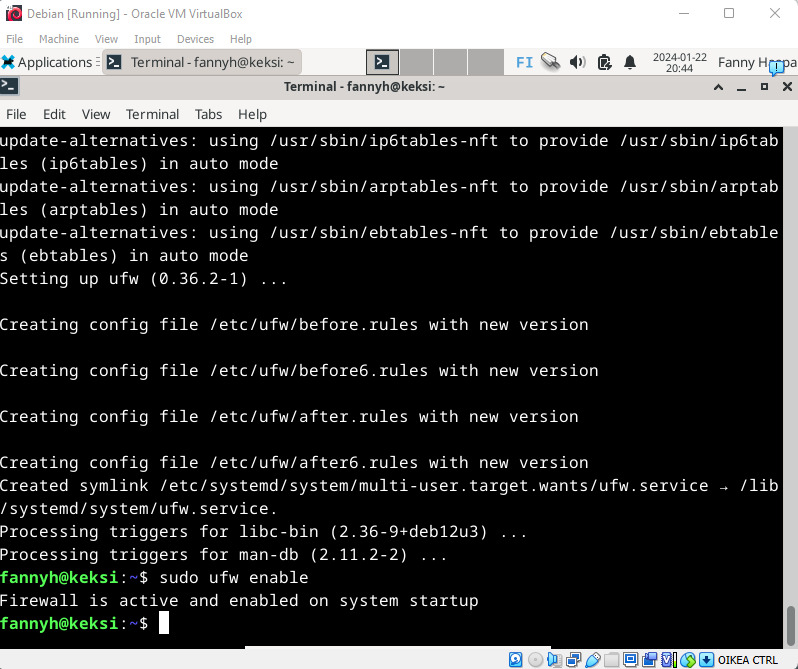 Debian [Running] - Oracle VM VirtualBox
File Machine View Input Devices Help
Applications Terminal - fannyh@keksi: ~ FI 2024-01-22 Fanny
20:44
Terminal - fannyh@keksi: ~
File Edit View Terminal Tabs Help
update-alternatives: using /usr/sbin/ip6tables-nft to provide /usr/sbin/ip6tab
les (ip6tables) in auto mode
update-alternatives: using /usr/sbin/arptables-nft to provide /usr/sbin/arptab
les (arptables) in auto mode
update-alternatives: using /usr/sbin/ebtables-nft to provide /usr/sbin/ebtable
s (ebtables) in auto mode
Setting up ufw (0.36.2-1) ...
Creating config file /etc/ufw/before.rules with new version
Creating config file /etc/ufw/before6.rules with new version
Creating config file /etc/ufw/after.rules with new version
Creating config file /etc/ufw/after6.rules with new version
Created symlink /etc/systemd/system/multi-user.target.wants/ufw.service → /lib
/systemd/system/ufw.service.
Processing triggers for libc-bin (2.36-9+deb12u3) ...
Processing triggers for man-db (2.11.2-2) ...
fannyh@keksi:~$ sudo ufw enable
Firewall is active and enabled on system startup
fannyh@keksi:~$
OIKEA CTRL